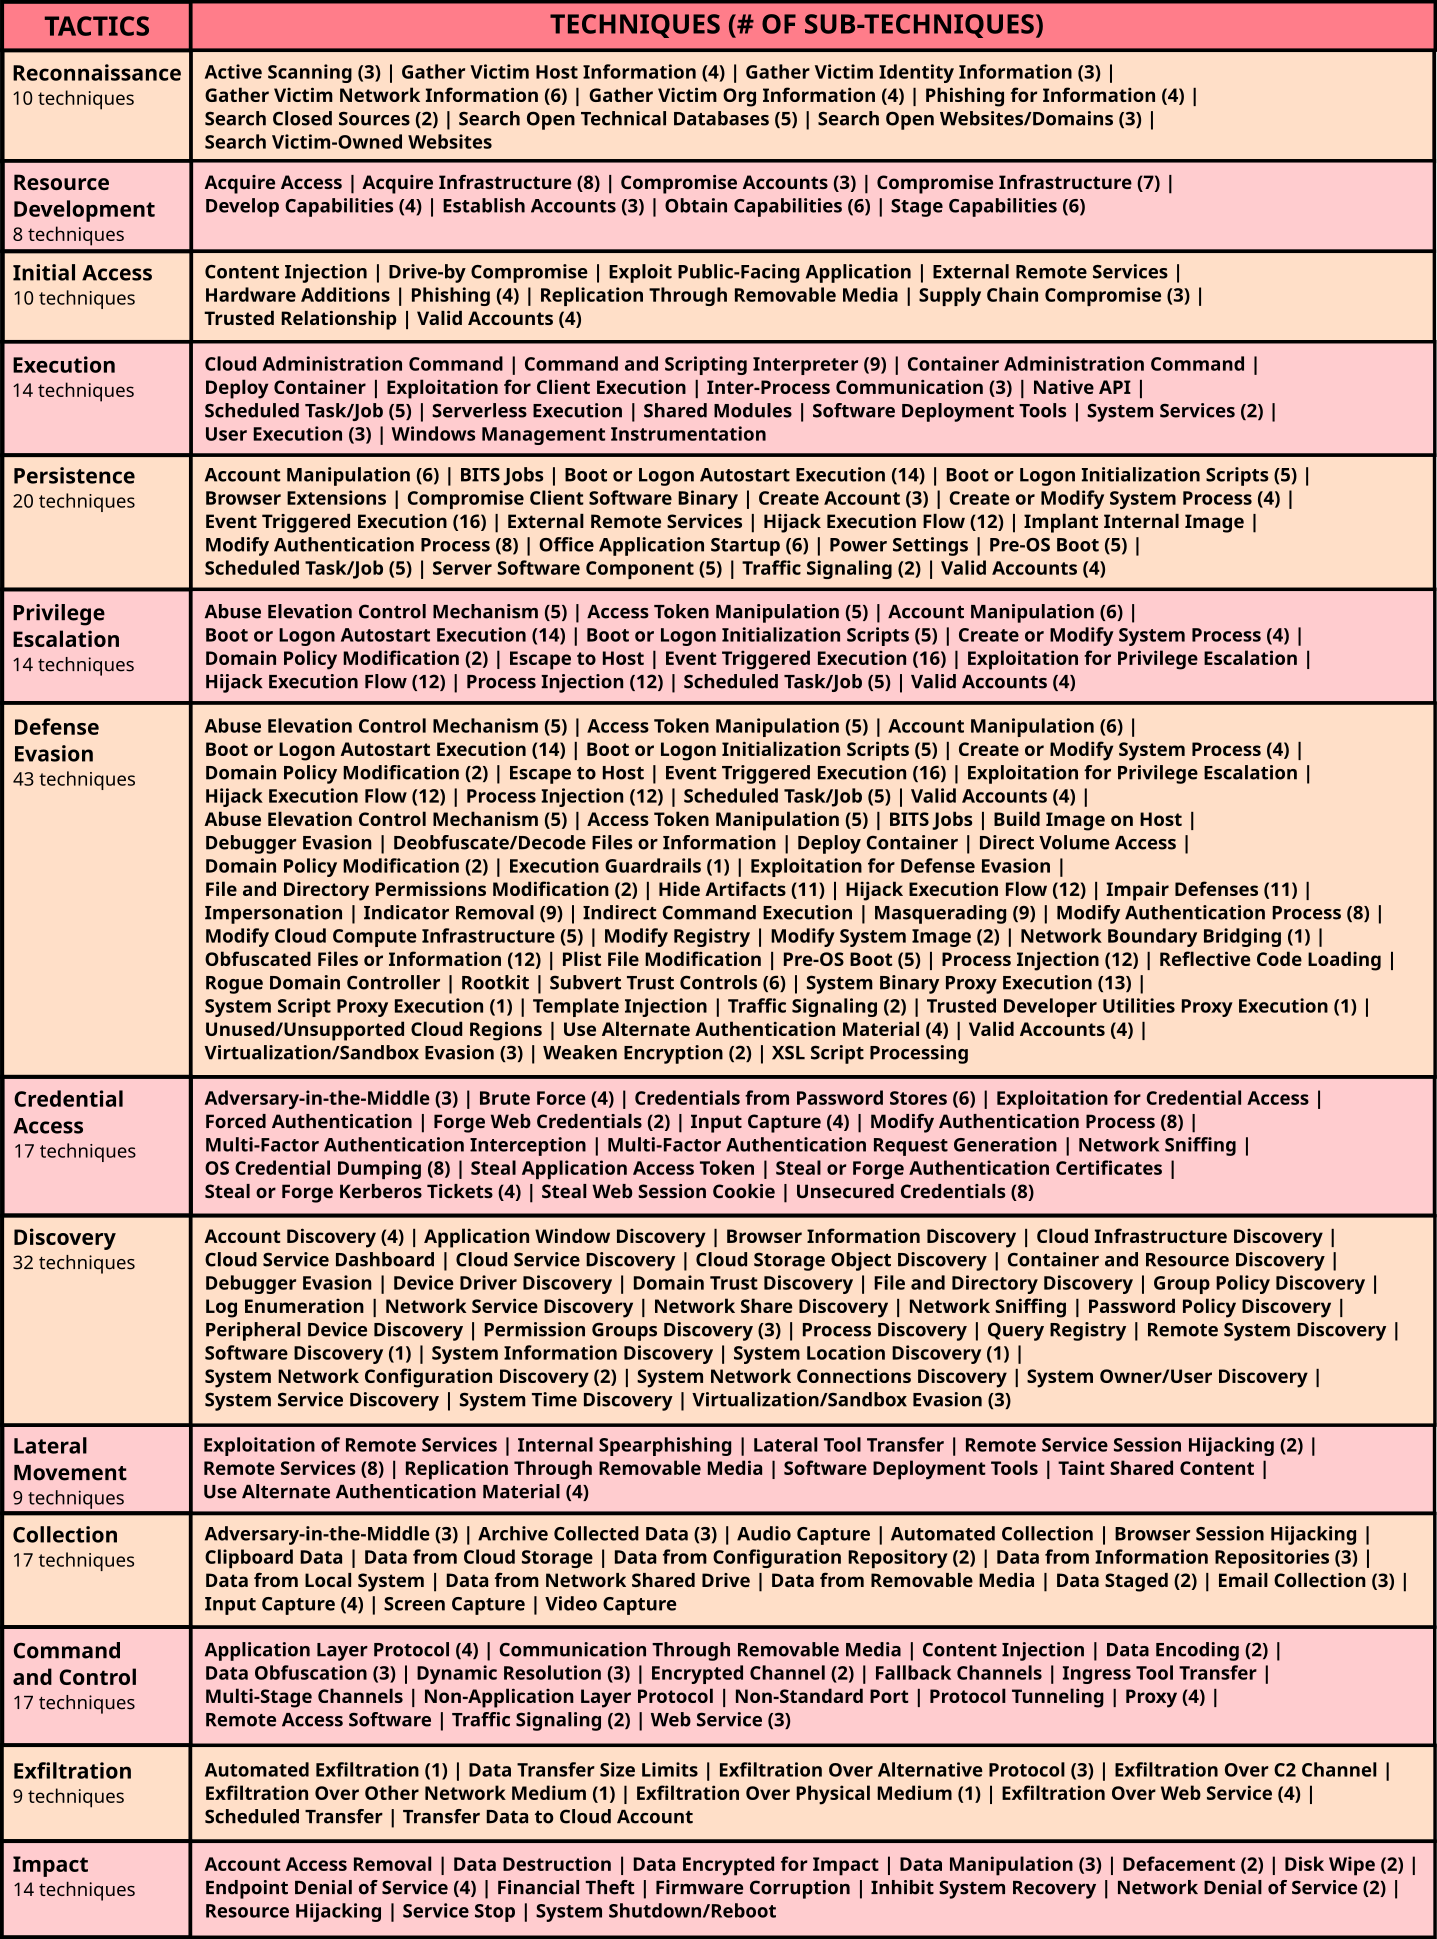 TACTICS
TECHNIQUES (# OF SUB-TECHNIQUES)
Reconnaissance
10 techniques
Active Scanning (3) | Gather Victim Host Information (4) | Gather Victim Identity Information (3) |
Gather Victim Network Information (6) | Gather Victim Org Information (4) | Phishing for Information (4) |
Search Closed Sources (2) | Search Open Technical Databases (5) | Search Open Websites/Domains (3) |
Search Victim-Owned Websites
Resource
Development
8 techniques
Acquire Access | Acquire Infrastructure (8) | Compromise Accounts (3) | Compromise Infrastructure (7) |
Develop Capabilities (4) | Establish Accounts (3) | Obtain Capabilities (6) | Stage Capabilities (6)
Initial Access
10 techniques
Content Injection | Drive-by Compromise | Exploit Public-Facing Application | External Remote Services |
Hardware Additions | Phishing (4) | Replication Through Removable Media | Supply Chain Compromise (3) |
Trusted Relationship | Valid Accounts (4)
Execution
14 techniques
Cloud Administration Command | Command and Scripting Interpreter (9) | Container Administration Command |
Deploy Container | Exploitation for Client Execution | Inter-Process Communication (3) | Native API |
Scheduled Task/Job (5) | Serverless Execution | Shared Modules | Software Deployment Tools | System Services (2) |
User Execution (3) | Windows Management Instrumentation
Persistence
20 techniques
Account Manipulation (6) | BITS Jobs | Boot or Logon Autostart Execution (14) | Boot or Logon Initialization Scripts (5) |
Browser Extensions | Compromise Client Software Binary | Create Account (3) | Create or Modify System Process (4) |
Event Triggered Execution (16) | External Remote Services | Hijack Execution Flow (12) | Implant Internal Image |
Modify Authentication Process (8) | Office Application Startup (6) | Power Settings | Pre-OS Boot (5) |
Scheduled Task/Job (5) | Server Software Component (5) | Traffic Signaling (2) | Valid Accounts (4)
Privilege
Escalation
14 techniques
Abuse Elevation Control Mechanism (5) | Access Token Manipulation (5) | Account Manipulation (6) |
Boot or Logon Autostart Execution (14) | Boot or Logon Initialization Scripts (5) | Create or Modify System Process (4) |
Domain Policy Modification (2) | Escape to Host | Event Triggered Execution (16) | Exploitation for Privilege Escalation |
Hijack Execution Flow (12) | Process Injection (12) | Scheduled Task/Job (5) | Valid Accounts (4)
Defense
Evasion
43 techniques
Abuse Elevation Control Mechanism (5) | Access Token Manipulation (5) | Account Manipulation (6) |
Boot or Logon Autostart Execution (14) | Boot or Logon Initialization Scripts (5) | Create or Modify System Process (4) |
Domain Policy Modification (2) | Escape to Host | Event Triggered Execution (16) | Exploitation for Privilege Escalation |
Hijack Execution Flow (12) | Process Injection (12) | Scheduled Task/Job (5) | Valid Accounts (4) |
Abuse Elevation Control Mechanism (5) | Access Token Manipulation (5) | BITS Jobs | Build Image on Host |
Debugger Evasion | Deobfuscate/Decode Files or Information | Deploy Container | Direct Volume Access |
Domain Policy Modification (2) | Execution Guardrails (1) | Exploitation for Defense Evasion |
File and Directory Permissions Modification (2) | Hide Artifacts (11) | Hijack Execution Flow (12) | Impair Defenses (11) |
Impersonation | Indicator Removal (9) | Indirect Command Execution | Masquerading (9) | Modify Authentication Process (8) |
Modify Cloud Compute Infrastructure (5) | Modify Registry | Modify System Image (2) | Network Boundary Bridging (1) |
Obfuscated Files or Information (12) | Plist File Modification | Pre-OS Boot (5) | Process Injection (12) | Reflective Code Loading |
Rogue Domain Controller | Rootkit | Subvert Trust Controls (6) | System Binary Proxy Execution (13) |
System Script Proxy Execution (1) | Template Injection | Traffic Signaling (2) | Trusted Developer Utilities Proxy Execution (1) |
Unused/Unsupported Cloud Regions | Use Alternate Authentication Material (4) | Valid Accounts (4) |
Virtualization/Sandbox Evasion (3) | Weaken Encryption (2) | XSL Script Processing
Credential
Access
17 techniques
Adversary-in-the-Middle (3) | Brute Force (4) | Credentials from Password Stores (6) | Exploitation for Credential Access |
Forced Authentication | Forge Web Credentials (2) | Input Capture (4) | Modify Authentication Process (8) |
Multi-Factor Authentication Interception | Multi-Factor Authentication Request Generation | Network Sniffing |
OS Credential Dumping (8) | Steal Application Access Token | Steal or Forge Authentication Certificates |
Steal or Forge Kerberos Tickets (4) | Steal Web Session Cookie | Unsecured Credentials (8)
Discovery
32 techniques
Account Discovery (4) | Application Window Discovery | Browser Information Discovery | Cloud Infrastructure Discovery |
Cloud Service Dashboard | Cloud Service Discovery | Cloud Storage Object Discovery | Container and Resource Discovery |
Debugger Evasion | Device Driver Discovery | Domain Trust Discovery | File and Directory Discovery | Group Policy Discovery |
Log Enumeration | Network Service Discovery | Network Share Discovery | Network Sniffing | Password Policy Discovery |
Peripheral Device Discovery | Permission Groups Discovery (3) | Process Discovery | Query Registry | Remote System Discovery |
Software Discovery (1) | System Information Discovery | System Location Discovery (1) |
System Network Configuration Discovery (2) | System Network Connections Discovery | System Owner/User Discovery |
System Service Discovery | System Time Discovery | Virtualization/Sandbox Evasion (3)
Lateral
Movement
9 techniques
Exploitation of Remote Services | Internal Spearphishing | Lateral Tool Transfer | Remote Service Session Hijacking (2) |
Remote Services (8) | Replication Through Removable Media | Software Deployment Tools | Taint Shared Content |
Use Alternate Authentication Material (4)
Collection
17 techniques
Adversary-in-the-Middle (3) | Archive Collected Data (3) | Audio Capture | Automated Collection | Browser Session Hijacking |
Clipboard Data | Data from Cloud Storage | Data from Configuration Repository (2) | Data from Information Repositories (3) |
Data from Local System | Data from Network Shared Drive | Data from Removable Media | Data Staged (2) | Email Collection (3) |
Input Capture (4) | Screen Capture | Video Capture
Command
and Control
17 techniques
Application Layer Protocol (4) | Communication Through Removable Media | Content Injection | Data Encoding (2) |
Data Obfuscation (3) | Dynamic Resolution (3) | Encrypted Channel (2) | Fallback Channels | Ingress Tool Transfer |
Multi-Stage Channels | Non-Application Layer Protocol | Non-Standard Port | Protocol Tunneling | Proxy (4) |
Remote Access Software | Traffic Signaling (2) | Web Service (3)
Exfiltration
9 techniques
Automated Exfiltration (1) | Data Transfer Size Limits | Exfiltration Over Alternative Protocol (3) | Exfiltration Over C2 Channel |
Exfiltration Over Other Network Medium (1) | Exfiltration Over Physical Medium (1) | Exfiltration Over Web Service (4) |
Scheduled Transfer | Transfer Data to Cloud Account
Impact
14 techniques
Account Access Removal | Data Destruction | Data Encrypted for Impact | Data Manipulation (3) | Defacement (2) | Disk Wipe (2) |
Endpoint Denial of Service (4) | Financial Theft | Firmware Corruption | Inhibit System Recovery | Network Denial of Service (2) |
Resource Hijacking | Service Stop | System Shutdown/Reboot